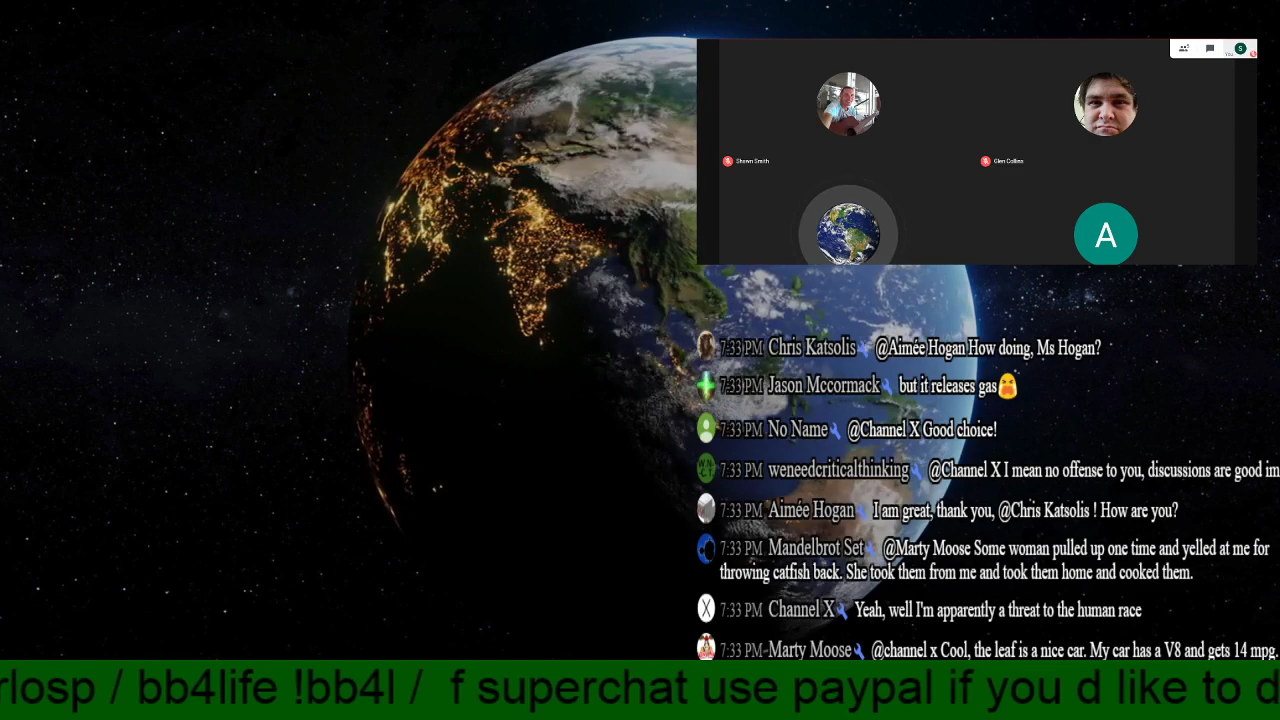 S
You
Shawn Smith
Glen Collins
A
7:33 PM Chris Katsolis @Aimée Hogan How doing, Ms Hogan?
7:33 PM Jason Mccormack but it releases gas
7:33 PM No Name @Channel X Good choice!
W.N.
C.T
7:33 PM weneedcriticalthinking @Channel X I mean no offense to you, discussions are good im
7:33 PM Aimée Hogan I am great, thank you, @Chris Katsolis ! How are you?
7:33 PM Mandelbrot Set @Marty Moose Some woman pulled up one time and yelled at me for
throwing catfish back. She took them from me and took them home and cooked them.
X
7:33 PM Channel X Yeah, well I'm apparently a threat to the human race
7:33 PM Marty Moose @channel x Cool, the leaf is a nice car. My car has a V8 and gets 14 mpg.
rlosp / bb4life !bb4l / f superchat use paypal if you d like to d